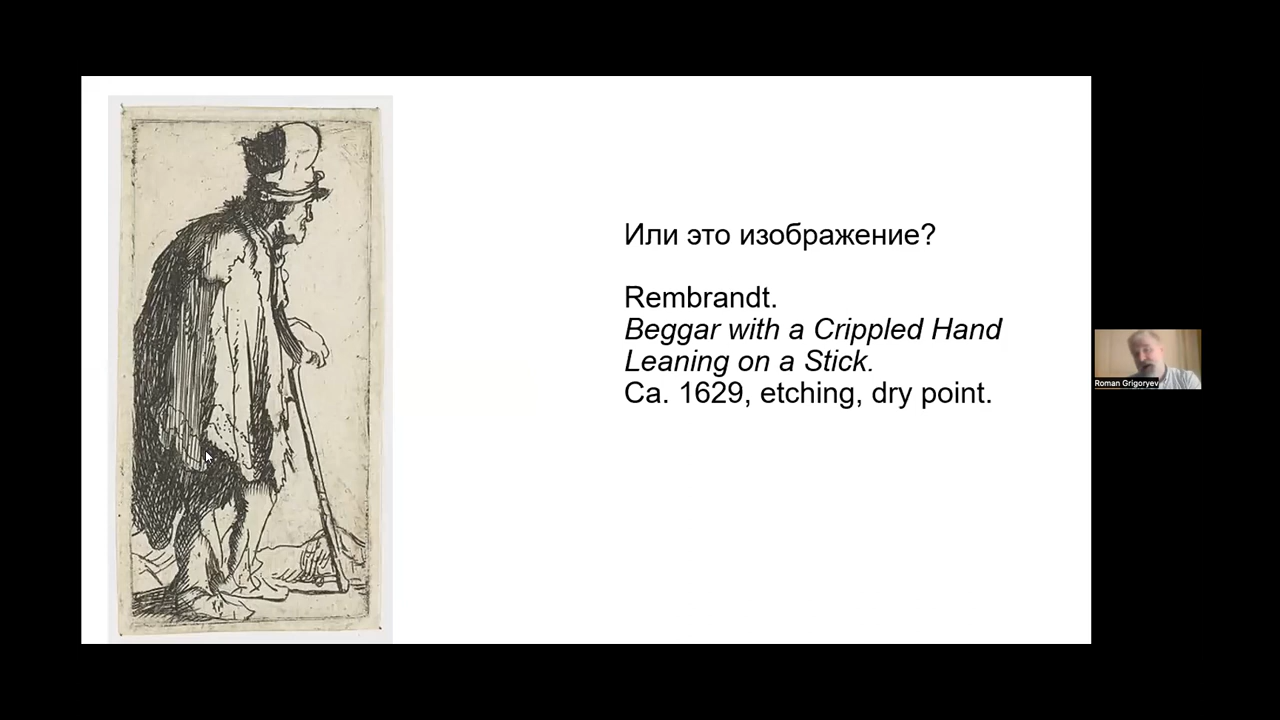 Или это изображение?
Rembrandt.
Beggar with a Crippled Hand
Leaning on a Stick.
Ca. 1629, etching, dry point.
Roman Grigoryev